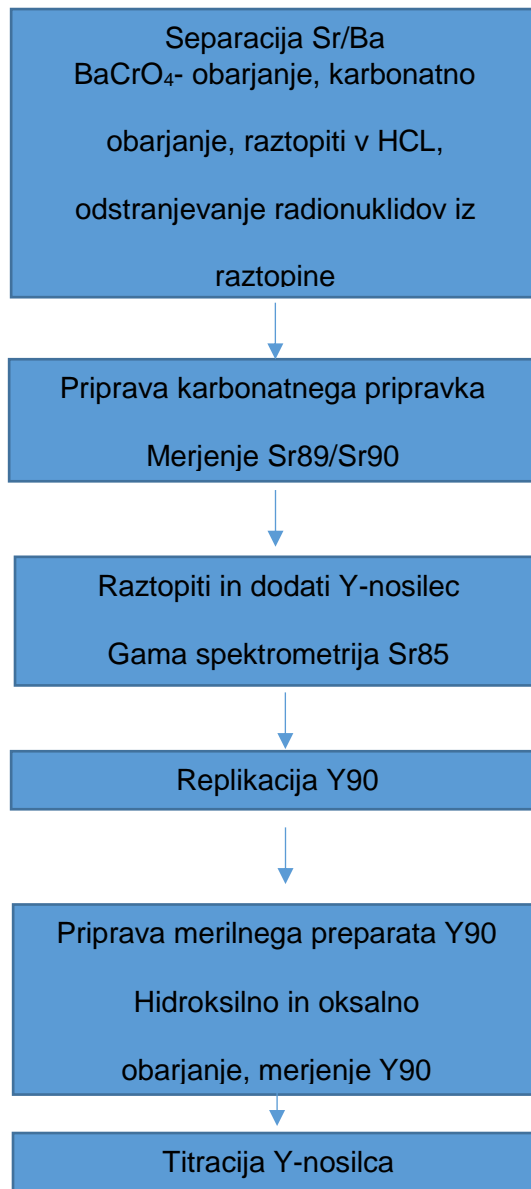 Separacija Sr/Ba
BaCrO₄- obarjanje, karbonatno
obarjanje, raztopiti v HCL,
odstranjevanje radionuklidov iz
raztopine
Priprava karbonatnega pripravka
Merjenje Sr89/Sr90
Raztopiti in dodati Y-nosilec
Gama spektrometrija Sr85
Replikacija Y90
Priprava merilnega preparata Y90
Hidroksilno in oksalno
obarjanje, merjenje Y90
Titracija Y-nosilca